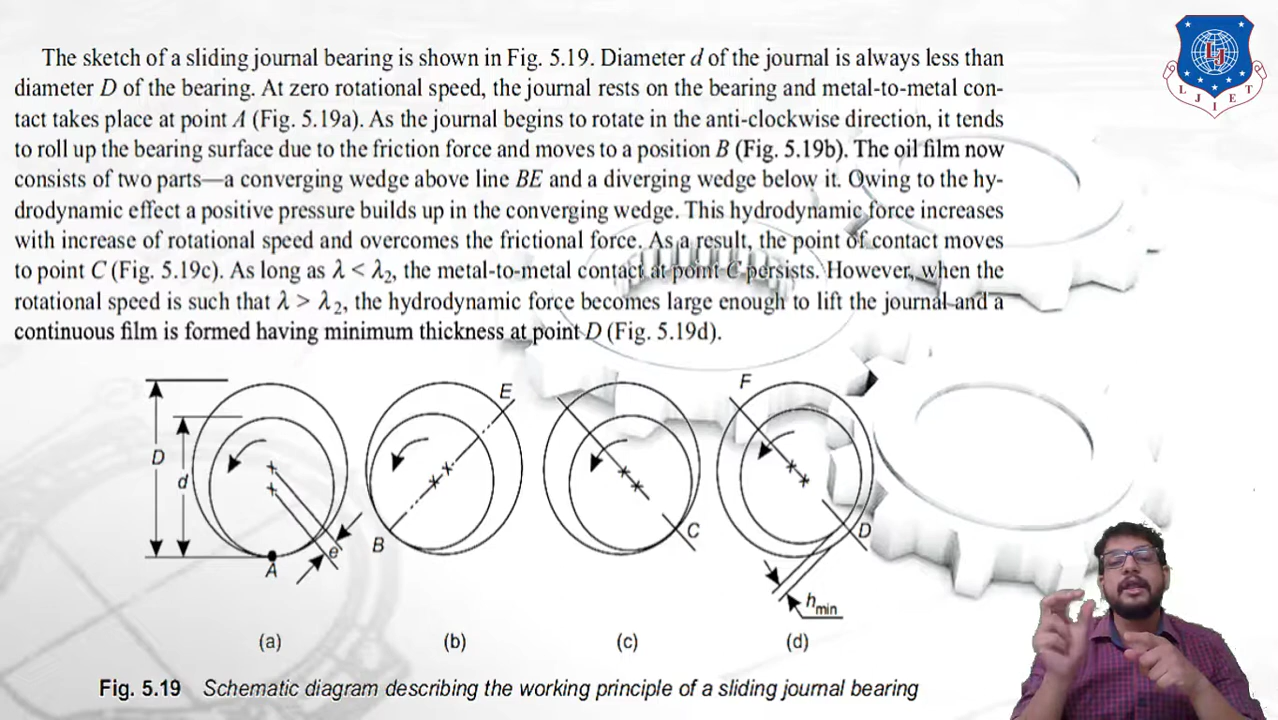 The sketch of a sliding journal bearing is shown in Fig. 5.19. Diameter d of the journal is always less than
diameter D of the bearing. At zero rotational speed, the journal rests on the bearing and metal-to-metal con-
tact takes place at point A (Fig. 5.19a). As the journal begins to rotate in the anti-clockwise direction, it tends
to roll up the bearing surface due to the friction force and moves to a position B (Fig. 5.19b). The oil film now
consists of two parts—a converging wedge above line BE and a diverging wedge below it. Owing to the hy-
drodynamic effect a positive pressure builds up in the converging wedge. This hydrodynamic force increases
with increase of rotational speed and overcomes the frictional force. As a result, the point of contact moves
to point C (Fig. 5.19c). As long as λ < λ₂, the metal-to-metal contact at point C persists. However, when the
rotational speed is such that λ > λ₂, the hydrodynamic force becomes large enough to lift the journal and a
continuous film is formed having minimum thickness at point D (Fig. 5.19d).
LJIET
D
d
A
e
B
E
C
F
D
hmin
(a)
(b)
(c)
(d)
Fig. 5.19 Schematic diagram describing the working principle of a sliding journal bearing